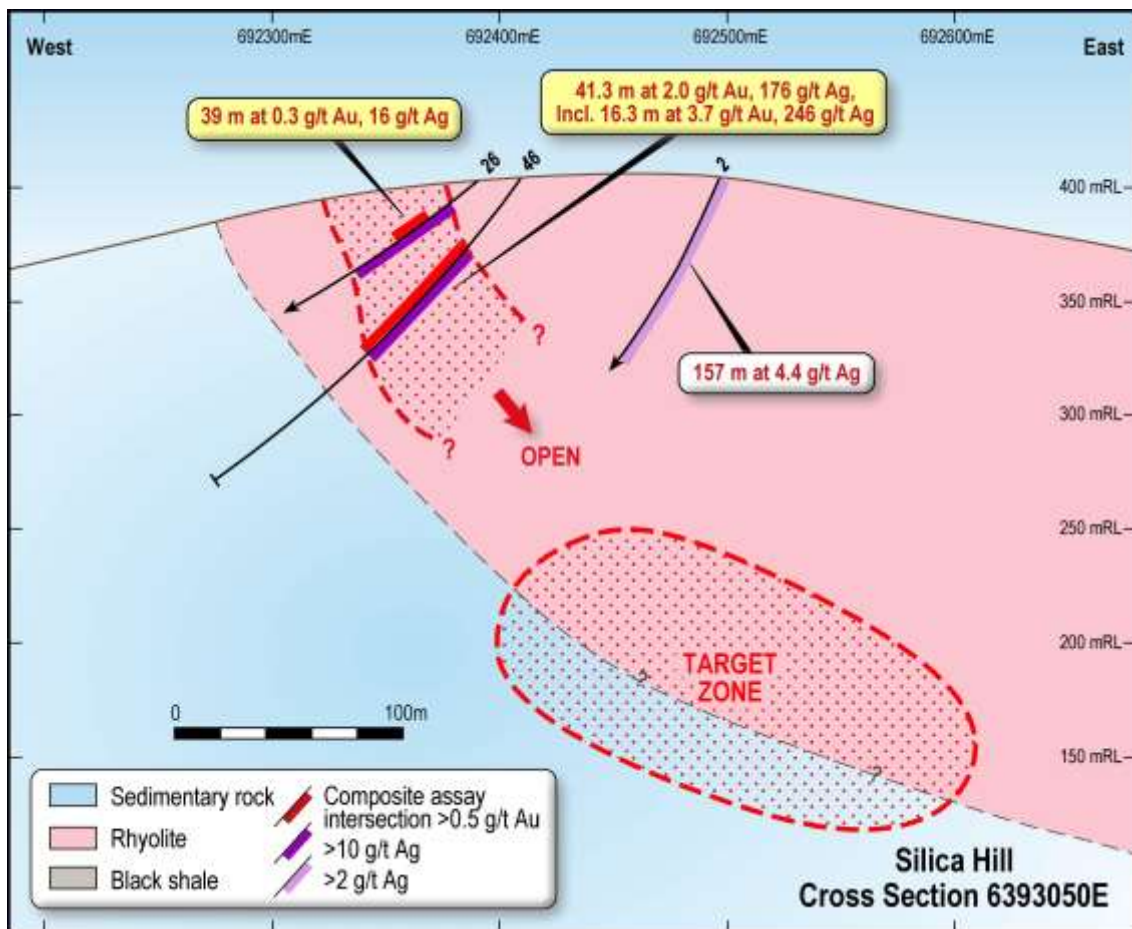 West
692300mE
692400mE
692500mE
692600mE
East
39 m at 0.3 g/t Au, 16 g/t Ag
41.3 m at 2.0 g/t Au, 176 g/t Ag,
Incl. 16.3 m at 3.7 g/t Au, 246 g/t Ag
26
46
2
400 mRL
350 mRL
?
157 m at 4.4 g/t Ag
300 mRL
?
OPEN
250 mRL
200 mRL
TARGET
ZONE
?
150 mRL
?
0
100m
Sedimentary rock
Rhyolite
Black shale
Composite assay
intersection >0.5 g/t Au
>10 g/t Ag
>2 g/t Ag
Silica Hill
Cross Section 6393050E